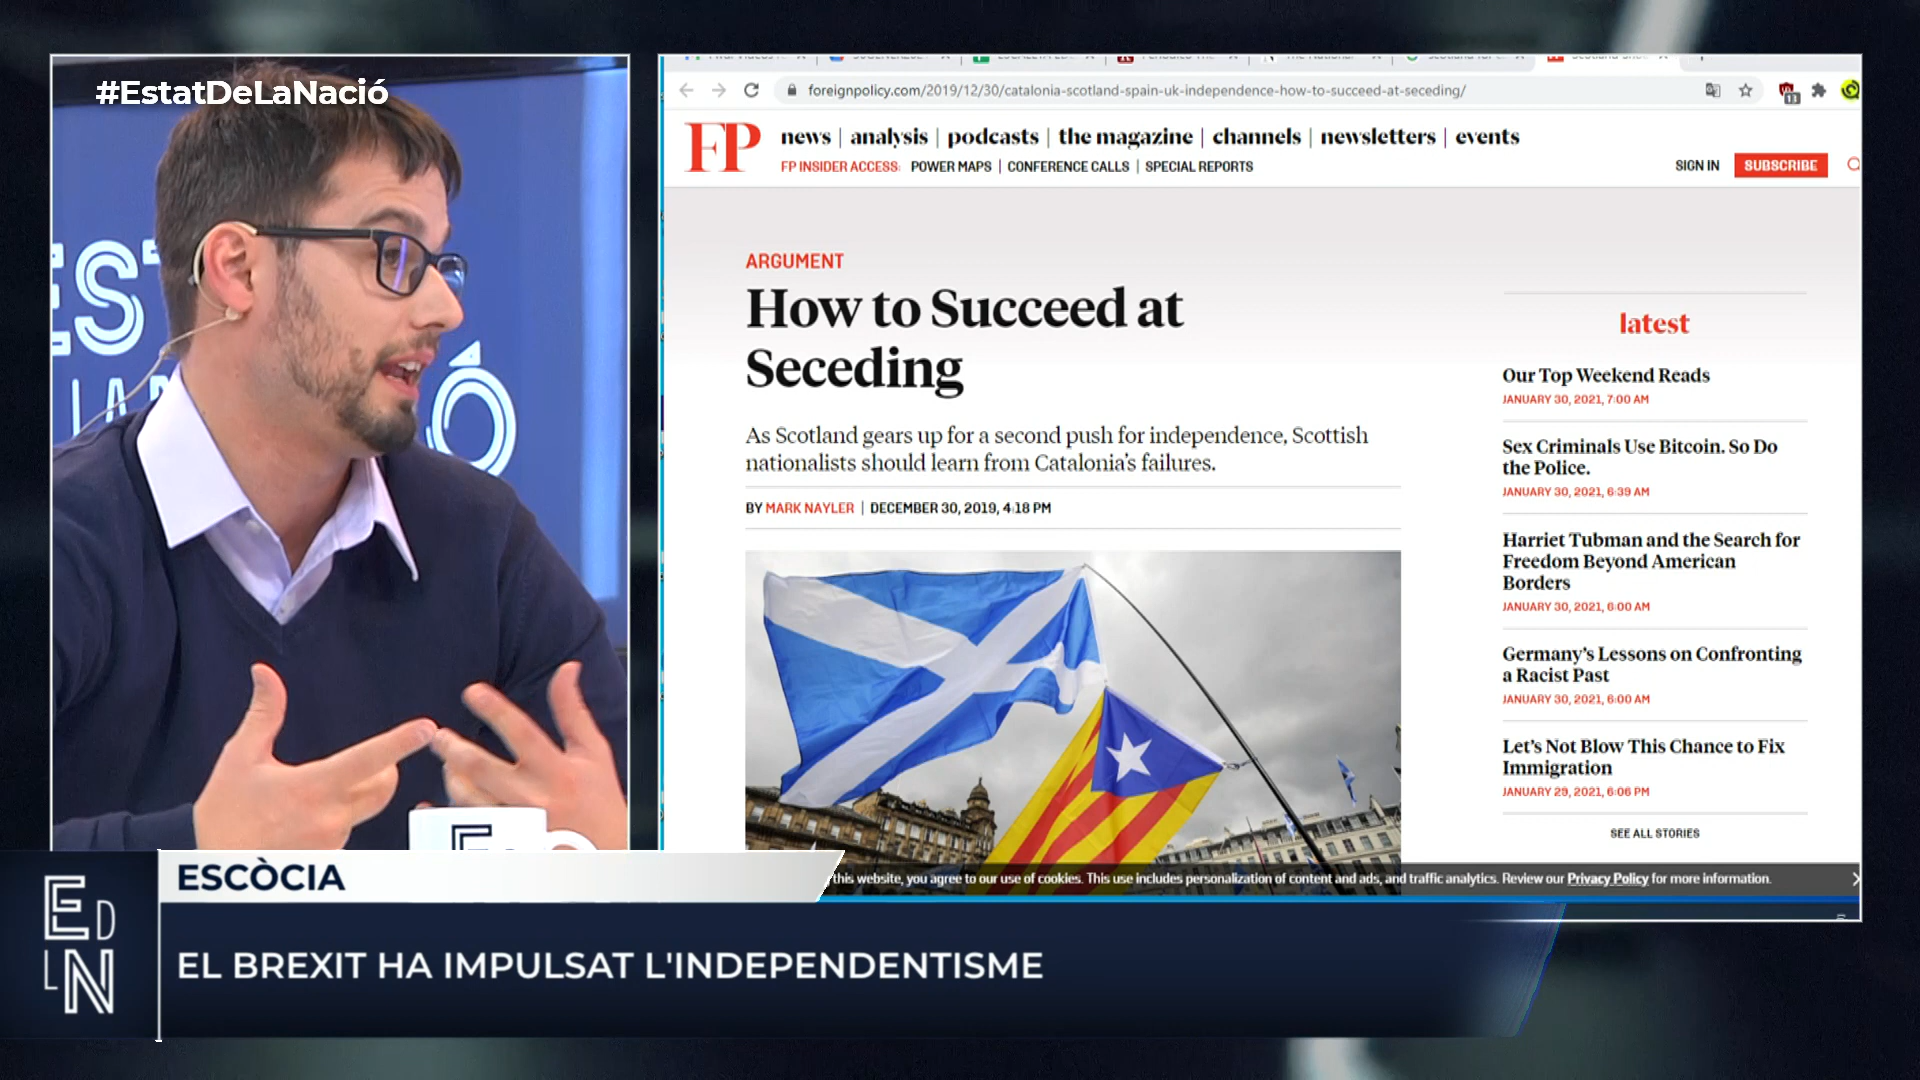 #EstatDeLaNació
foreignpolicy.com/2019/12/30/catalonia-scotland-spain-uk-independence-how-to-succeed-at-seceding/
11
FP
news | analysis | podcasts | the magazine | channels | newsletters | events
FP INSIDER ACCESS: POWER MAPS | CONFERENCE CALLS | SPECIAL REPORTS
SIGN IN
SUBSCRIBE
ARGUMENT
How to Succeed at
Seceding
As Scotland gears up for a second push for independence, Scottish
nationalists should learn from Catalonia's failures.
BY MARK NAYLER | DECEMBER 30, 2019, 4:18 PM
latest
Our Top Weekend Reads
JANUARY 30, 2021, 7:00 AM
Sex Criminals Use Bitcoin. So Do
the Police.
JANUARY 30, 2021, 6:39 AM
Harriet Tubman and the Search for
Freedom Beyond American
Borders
JANUARY 30, 2021, 6:00 AM
Germany's Lessons on Confronting
a Racist Past
JANUARY 30, 2021, 6:00 AM
Let's Not Blow This Chance to Fix
Immigration
JANUARY 29, 2021, 6:06 PM
SEE ALL STORIES
this website, you agree to our use of cookies. This use includes personalization of content and ads, and traffic analytics. Review our Privacy Policy for more information.
EDLN
ESCÒCIA
EL BREXIT HA IMPULSAT L'INDEPENDENTISME